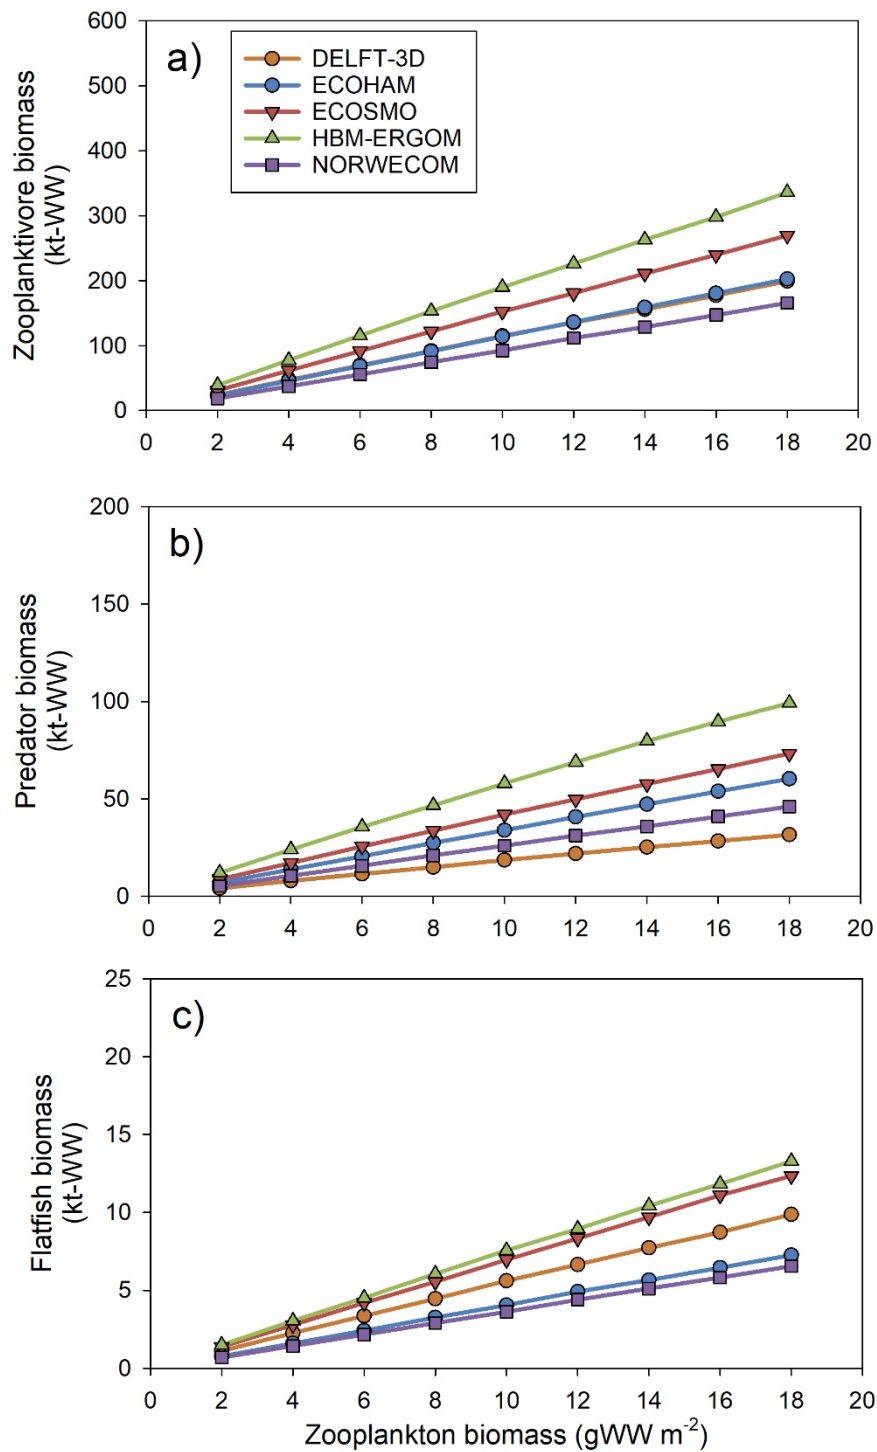 600
500
400
300
200
100
0
Zooplanktivore biomass
(kt-WW)
a)
DELFT-3D
ECOHAM
ECOSMO
HBM-ERGOM
NORWECOM
0 2 4 6 8 10 12 14 16 18 20
200
150
100
50
0
Predator biomass
(kt-WW)
b)
0 2 4 6 8 10 12 14 16 18 20
25
20
15
10
5
0
Flatfish biomass
(kt-WW)
c)
0 2 4 6 8 10 12 14 16 18 20
Zooplankton biomass (gWW m⁻²)